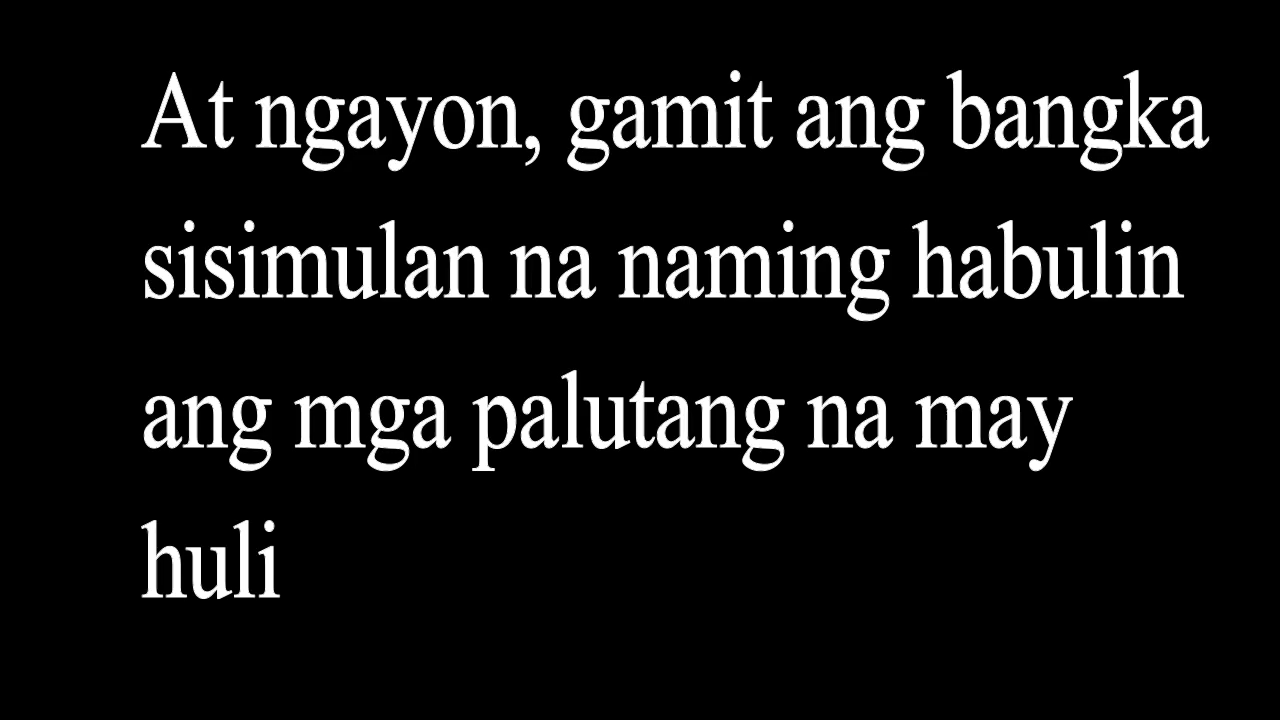 At ngayon, gamit ang bangka
sisimulan na naming habulin
ang mga palutang na may
huli